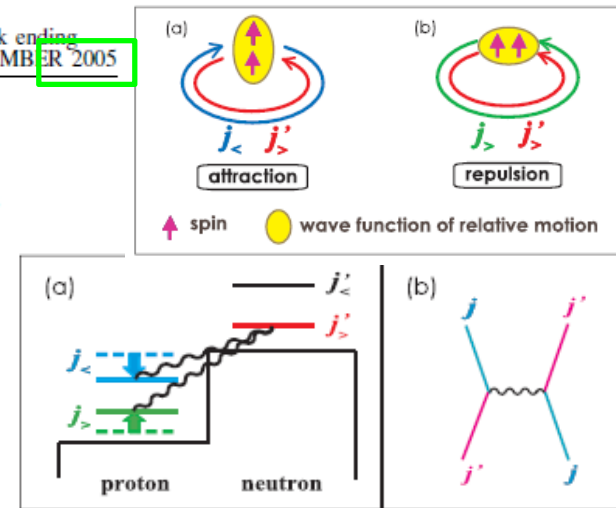 k ending
MBER 2005
(a)
(b)
j< j>'
j> j>'
attraction
repulsion
spin
wave function of relative motion
(a)
j<'
j>'
j<
j>
proton neutron
(b)
j j'
j' j